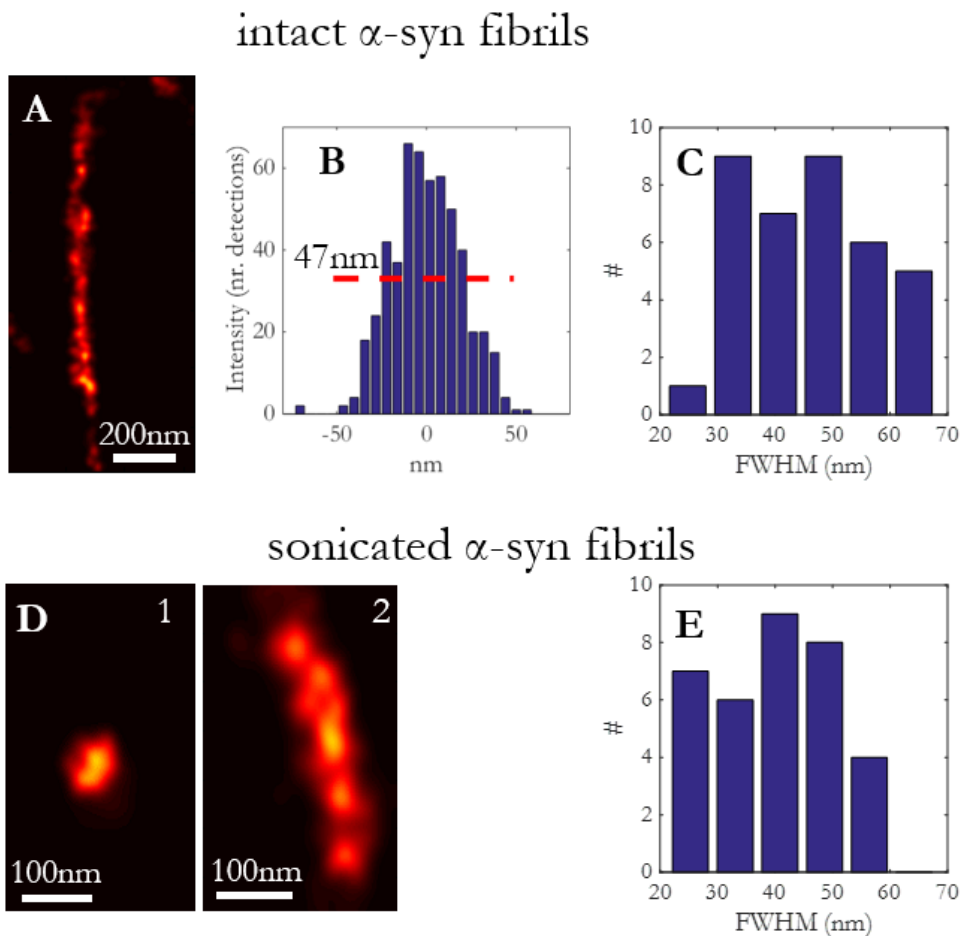 intact α-syn fibrils
A
200nm
B
Intensity (nr. detections)
60
40
20
0
47nm
-50
0
50
nm
C
#
10
8
6
4
2
0
20
30
40
50
60
70
FWHM (nm)
sonicated α-syn fibrils
D
1
100nm
2
100nm
E
#
10
8
6
4
2
0
20
30
40
50
60
70
FWHM (nm)